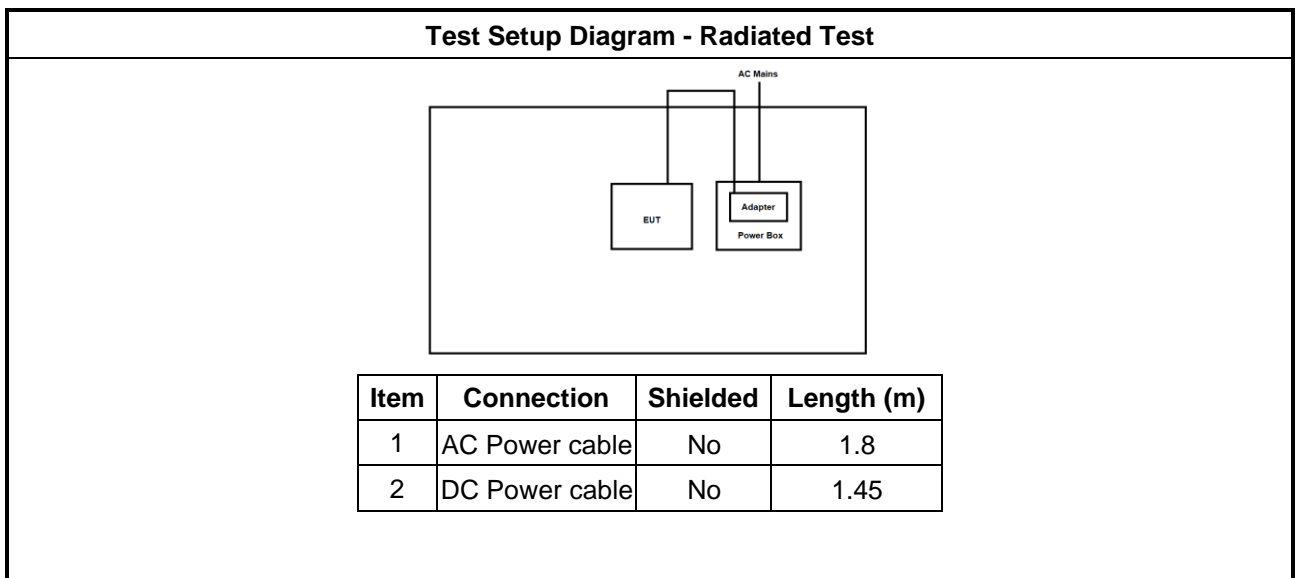 Test Setup Diagram - Radiated Test
AC Mains
EUT
Adapter
Power Box
Item Connection Shielded Length (m)
1 AC Power cable No 1.8
2 DC Power cable No 1.45